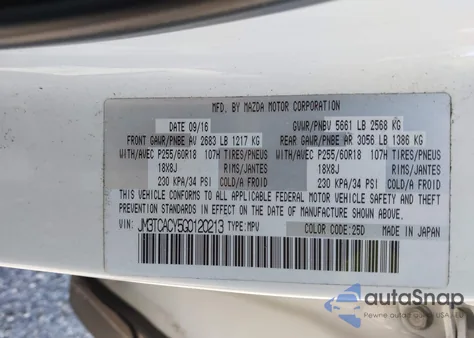 MFD. BY MAZDA MOTOR CORPORATION
DATE 09/16 GVWR/PNBV 5661 LB 2568 KG
FRONT GAWR/PNBE AV 2683 LB 1217 KG REAR GAWR/PNBE AR 3056 LB 1386 KG
WITH/AVEC P255/60R18 107H TIRES/PNEUS WITH/AVEC P255/60R18 107H TIRES/PNEUS
18X8J RIMS/JANTES 18X8J RIMS/JANTES
230 KPA/34 PSI COLD/A FROID 230 KPA/34 PSI COLD/A FROID
THIS VEHICLE CONFORMS TO ALL APPLICABLE FEDERAL MOTOR VEHICLE SAFETY AND THEFT
PREVENTION STANDARDS IN EFFECT ON THE DATE OF MANUFACTURE SHOWN ABOVE.
VIN: JM3TCACY5G0120213 TYPE: MPV COLOR CODE: 25D MADE IN JAPAN
autoSnap
Pewne auto z USA,